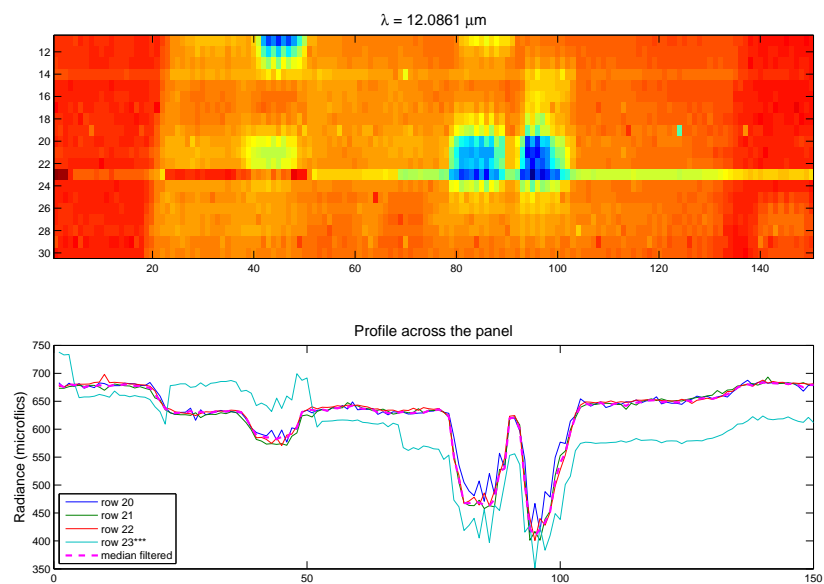 λ = 12.0861 μm
12
14
16
18
20
22
24
26
28
30
20 40 60 80 100 120 140
Profile across the panel
Radiance (microflics)
750
700
650
600
550
500
450
400
350
row 20
row 21
row 22
row 23***
median filtered
0 50 100 150